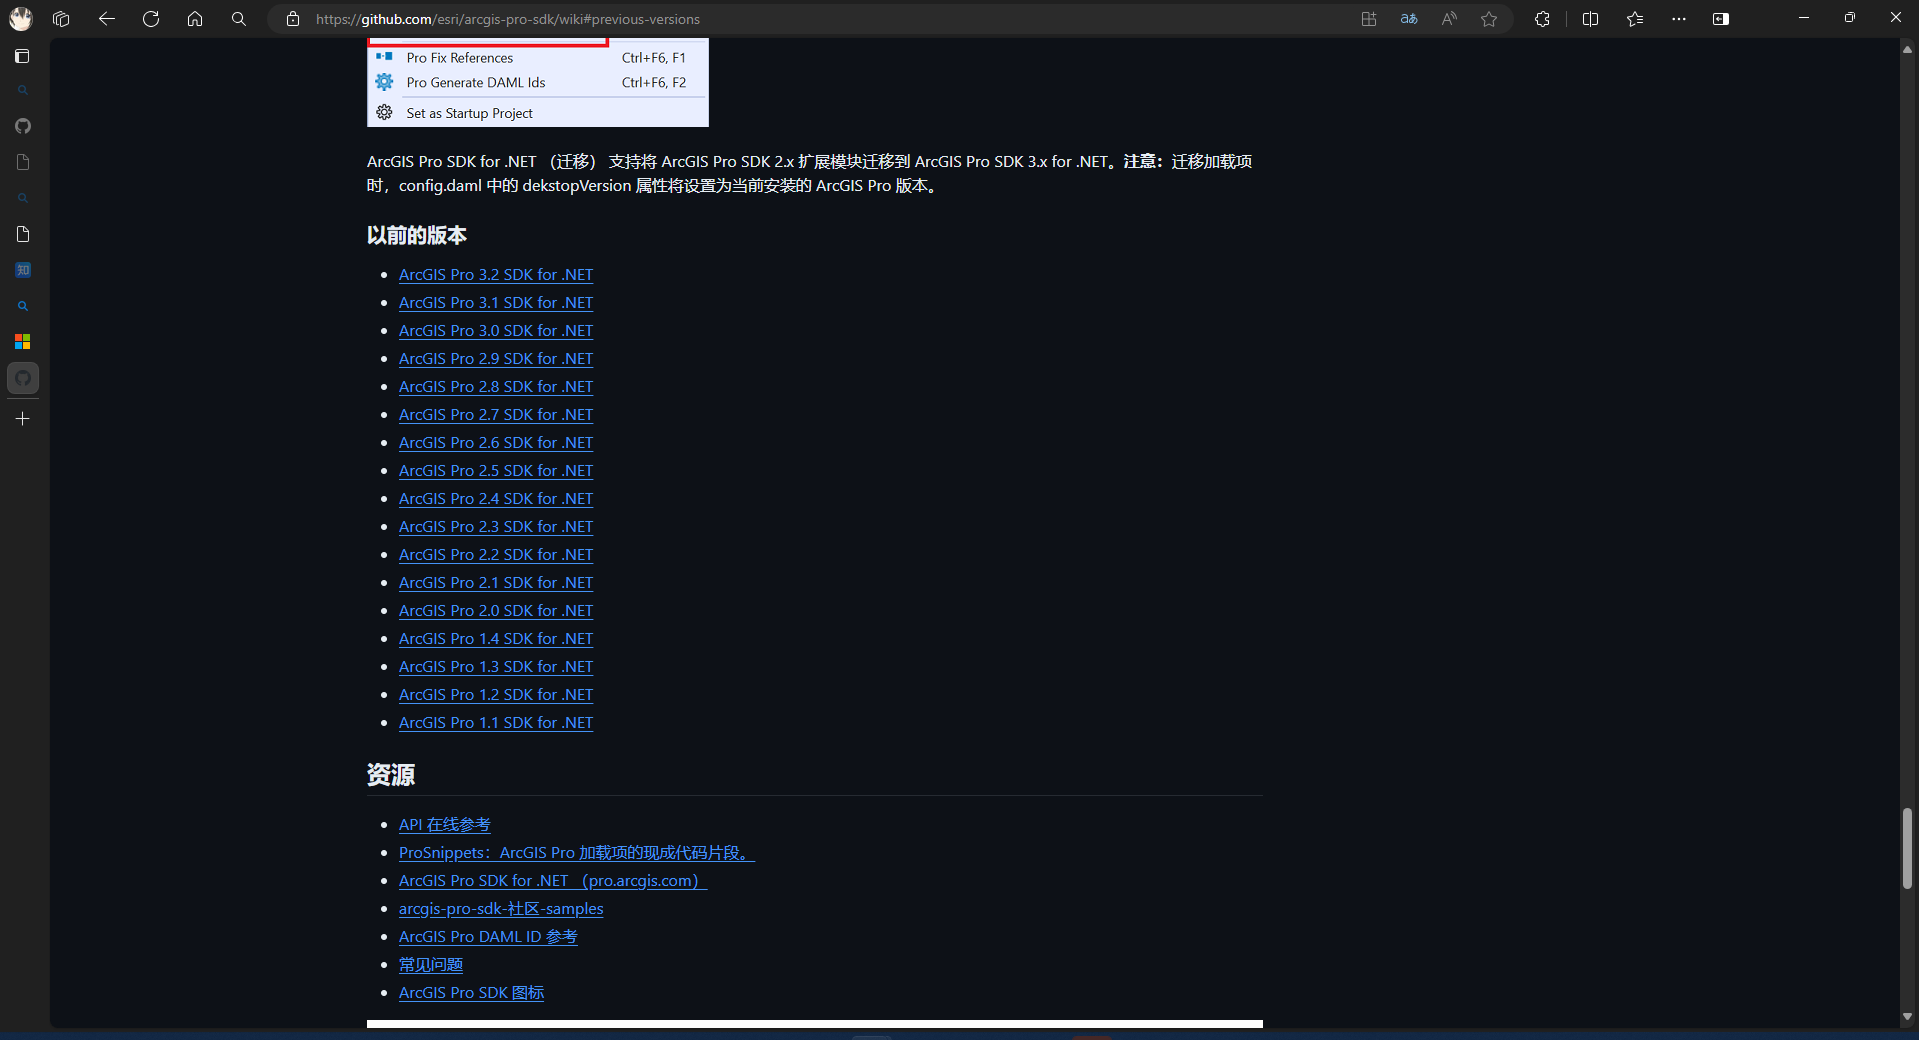 https://github.com/esri/arcgis-pro-sdk/wiki#previous-versions
Pro Fix References Ctrl+F6, F1
Pro Generate DAML Ids Ctrl+F6, F2
Set as Startup Project
ArcGIS Pro SDK for .NET （迁移） 支持将 ArcGIS Pro SDK 2.x 扩展模块迁移到 ArcGIS Pro SDK 3.x for .NET。注意：迁移加载项
时，config.daml 中的 dekstopVersion 属性将设置为当前安装的 ArcGIS Pro 版本。
以前的版本
ArcGIS Pro 3.2 SDK for .NET
ArcGIS Pro 3.1 SDK for .NET
ArcGIS Pro 3.0 SDK for .NET
ArcGIS Pro 2.9 SDK for .NET
ArcGIS Pro 2.8 SDK for .NET
ArcGIS Pro 2.7 SDK for .NET
ArcGIS Pro 2.6 SDK for .NET
ArcGIS Pro 2.5 SDK for .NET
ArcGIS Pro 2.4 SDK for .NET
ArcGIS Pro 2.3 SDK for .NET
ArcGIS Pro 2.2 SDK for .NET
ArcGIS Pro 2.1 SDK for .NET
ArcGIS Pro 2.0 SDK for .NET
ArcGIS Pro 1.4 SDK for .NET
ArcGIS Pro 1.3 SDK for .NET
ArcGIS Pro 1.2 SDK for .NET
ArcGIS Pro 1.1 SDK for .NET
资源
API 在线参考
ProSnippets：ArcGIS Pro 加载项的现成代码片段。
ArcGIS Pro SDK for .NET （pro.arcgis.com）
arcgis-pro-sdk-社区-samples
ArcGIS Pro DAML ID 参考
常见问题
ArcGIS Pro SDK 图标
知